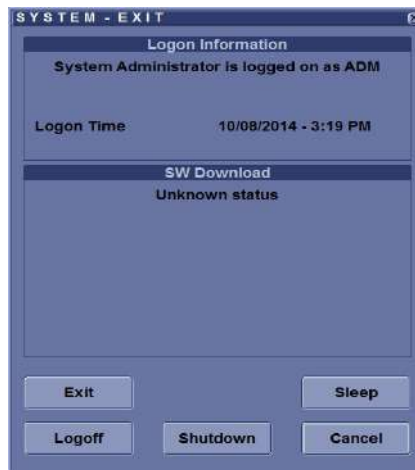 SYSTEM - EXIT
Logon Information
System Administrator is logged on as ADM
Logon Time 10/08/2014 - 3:19 PM
SW Download
Unknown status
Exit Sleep
Logoff Shutdown Cancel